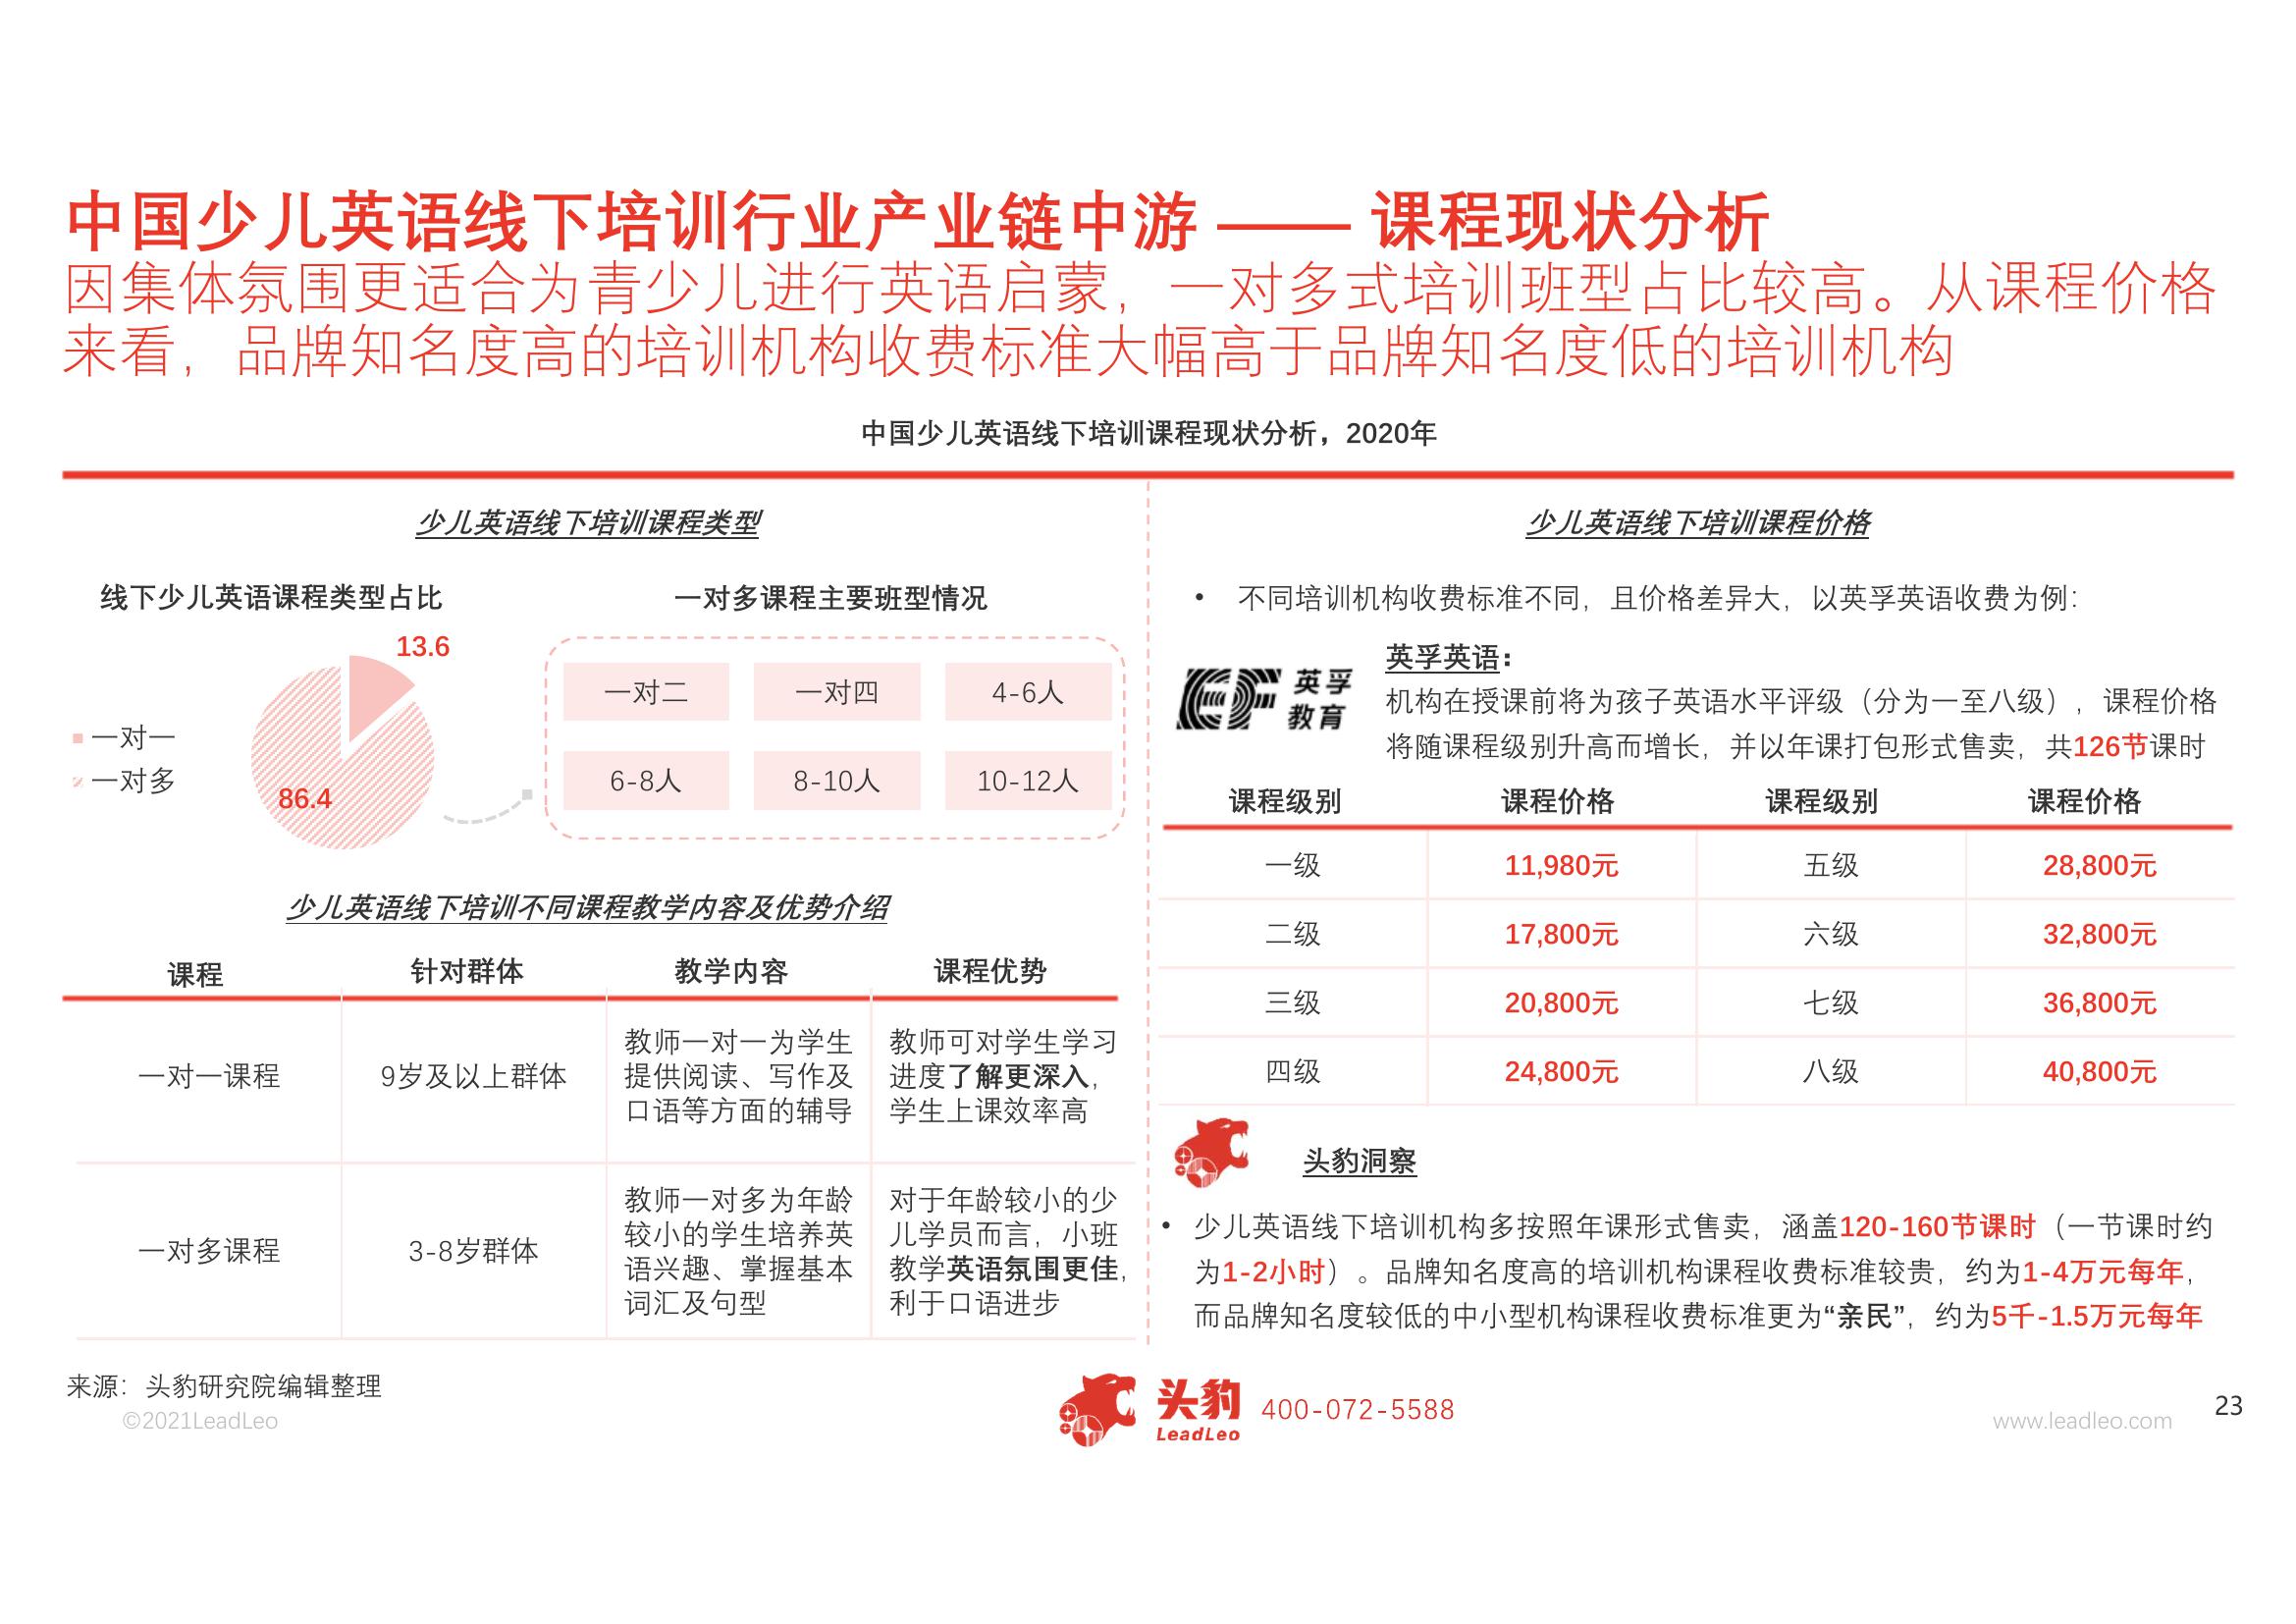 中国少儿英语线下培训行业产业链中游 —— 课程现状分析
因集体氛围更适合为青少儿进行英语启蒙，一对多式培训班型占比较高。从课程价格
来看，品牌知名度高的培训机构收费标准大幅高于品牌知名度低的培训机构
中国少儿英语线下培训课程现状分析，2020年
少儿英语线下培训课程类型
线下少儿英语课程类型占比
13.6
86.4
一对一
一对多
一对多课程主要班型情况
一对二 一对四 4-6人
6-8人 8-10人 10-12人
少儿英语线下培训不同课程教学内容及优势介绍
课程 针对群体 教学内容 课程优势
一对一课程
9岁及以上群体
教师一对一为学生
提供阅读、写作及
口语等方面的辅导
教师可对学生学习
进度了解更深入，
学生上课效率高
一对多课程
3-8岁群体
教师一对多为年龄
较小的学生培养英
语兴趣、掌握基本
词汇及句型
对于年龄较小的少
儿学员而言，小班
教学英语氛围更佳，
利于口语进步
少儿英语线下培训课程价格
• 不同培训机构收费标准不同，且价格差异大，以英孚英语收费为例：
EF 英孚
教育
英孚英语：
机构在授课前将为孩子英语水平评级（分为一至八级），课程价格
将随课程级别升高而增长，并以年课打包形式售卖，共126节课时
课程级别 课程价格 课程级别 课程价格
一级 11,980元 五级 28,800元
二级 17,800元 六级 32,800元
三级 20,800元 七级 36,800元
四级 24,800元 八级 40,800元
头豹洞察
• 少儿英语线下培训机构多按照年课形式售卖，涵盖120-160节课时（一节课时约
为1-2小时）。品牌知名度高的培训机构课程收费标准较贵，约为1-4万元每年，
而品牌知名度较低的中小型机构课程收费标准更为“亲民”，约为5千-1.5万元每年
来源：头豹研究院编辑整理
©2021LeadLeo
头豹
LeadLeo
400-072-5588
www.leadleo.com
23